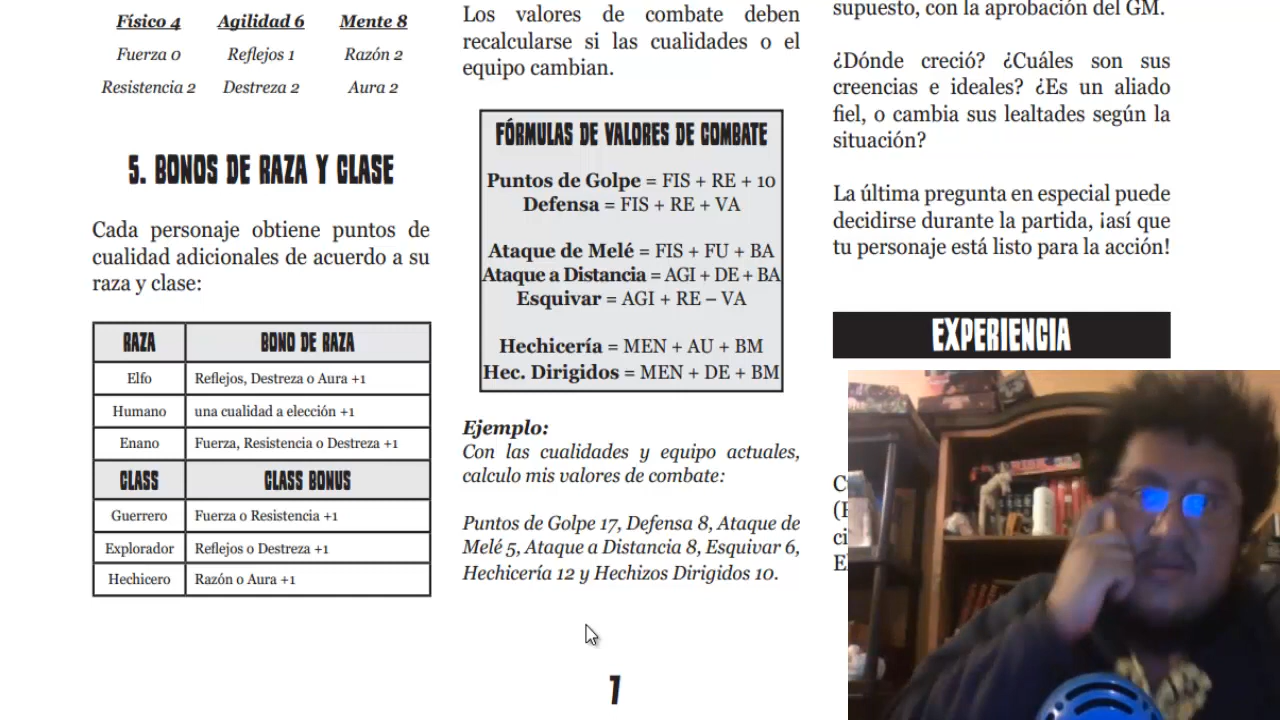 Físico 4 Agilidad 6 Mente 8
Fuerza 0 Reflejos 1 Razón 2
Resistencia 2 Destreza 2 Aura 2
5. BONOS DE RAZA Y CLASE
Cada personaje obtiene puntos de
cualidad adicionales de acuerdo a su
raza y clase:
RAZA BONO DE RAZA
Elfo Reflejos, Destreza o Aura +1
Humano una cualidad a elección +1
Enano Fuerza, Resistencia o Destreza +1
CLASS CLASS BONUS
Guerrero Fuerza o Resistencia +1
Explorador Reflejos o Destreza +1
Hechicero Razón o Aura +1
Los valores de combate deben
recalcularse si las cualidades o el
equipo cambian.
FÓRMULAS DE VALORES DE COMBATE
Puntos de Golpe = FIS + RE + 10
Defensa = FIS + RE + VA
Ataque de Melé = FIS + FU + BA
Ataque a Distancia = AGI + DE + BA
Esquivar = AGI + RE – VA
Hechicería = MEN + AU + BM
Hec. Dirigidos = MEN + DE + BM
Ejemplo:
Con las cualidades y equipo actuales,
calculo mis valores de combate:
Puntos de Golpe 17, Defensa 8, Ataque de
Melé 5, Ataque a Distancia 8, Esquivar 6,
Hechicería 12 y Hechizos Dirigidos 10.
1
supuesto, con la aprobación del GM.
¿Dónde creció? ¿Cuáles son sus
creencias e ideales? ¿Es un aliado
fiel, o cambia sus lealtades según la
situación?
La última pregunta en especial puede
decidirse durante la partida, ¡así que
tu personaje está listo para la acción!
EXPERIENCIA